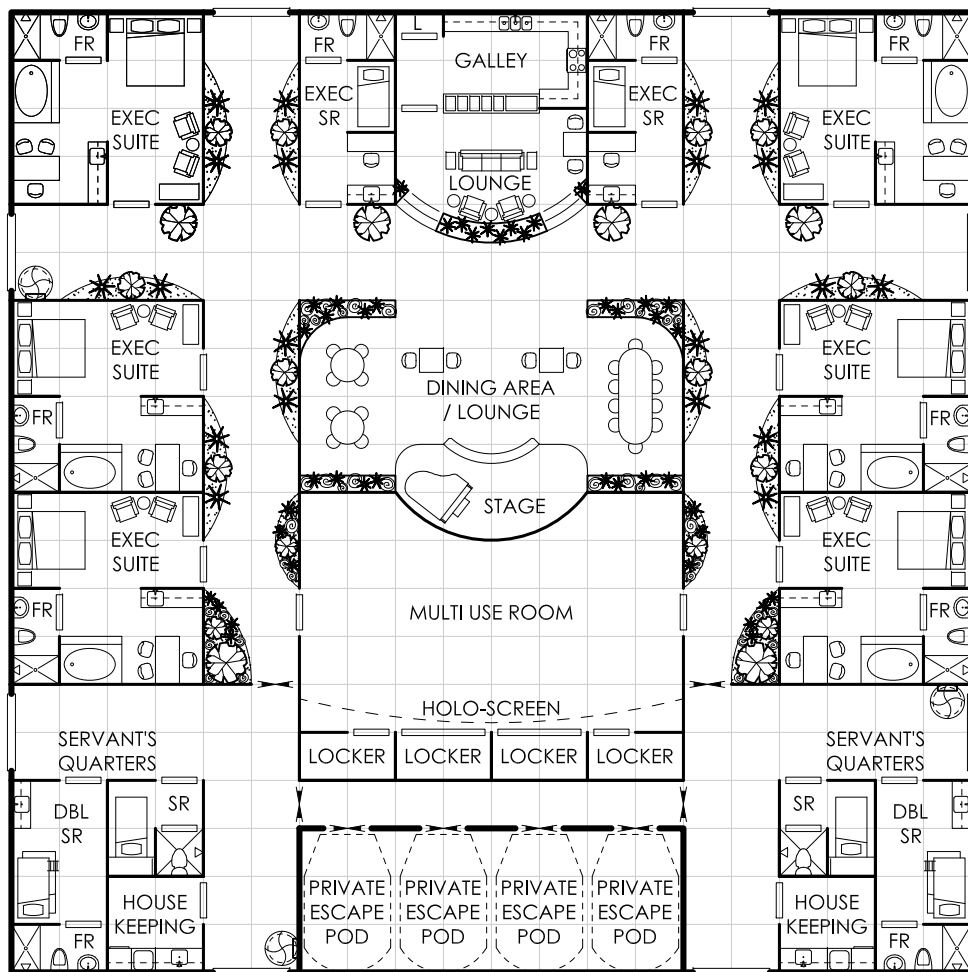 FR
FR
L
GALLEY
FR
FR
EXEC
SUITE
EXEC
SR
EXEC
SR
EXEC
SUITE
LOUNGE
EXEC
SUITE
EXEC
SUITE
DINING AREA
/ LOUNGE
FR
FR
STAGE
EXEC
SUITE
EXEC
SUITE
FR
MULTI USE ROOM
FR
HOLO-SCREEN
SERVANT'S
QUARTERS
LOCKER
LOCKER
LOCKER
LOCKER
SERVANT'S
QUARTERS
DBL
SR
SR
SR
DBL
SR
HOUSE
KEEPING
PRIVATE
ESCAPE
POD
PRIVATE
ESCAPE
POD
PRIVATE
ESCAPE
POD
PRIVATE
ESCAPE
POD
HOUSE
KEEPING
FR
FR